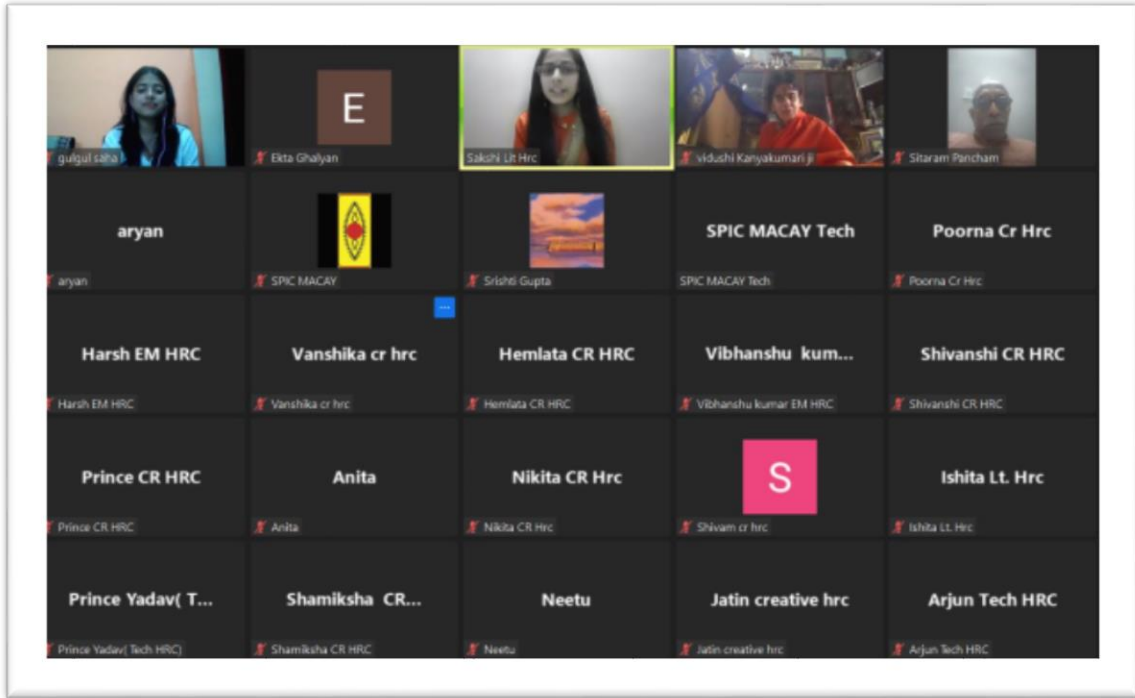 gulgul saha
E
Ekta Ghalyan
Sakshi Lit Hrc
vidushi Kanyakumari ji
Sitaram Pancham
aryan
aryan
SPIC MACAY
Srishti Gupta
SPIC MACAY Tech
SPIC MACAY Tech
Poorna Cr Hrc
Poorna Cr Hrc
Harsh EM HRC
Harsh EM HRC
Vanshika cr hrc
Vanshika cr hrc
Hemlata CR HRC
Hemlata CR HRC
Vibhanshu kum...
Vibhanshu kumar EM HRC
Shivanshi CR HRC
Shivanshi CR HRC
Prince CR HRC
Prince CR HRC
Anita
Anita
Nikita CR Hrc
Nikita CR Hrc
S
Shivam cr hrc
Ishita Lt. Hrc
Ishita Lt. Hrc
Prince Yadav( T...
Prince Yadav( Tech HRC)
Shamiksha CR...
Shamiksha CR HRC
Neetu
Neetu
Jatin creative hrc
Jatin creative hrc
Arjun Tech HRC
Arjun Tech HRC